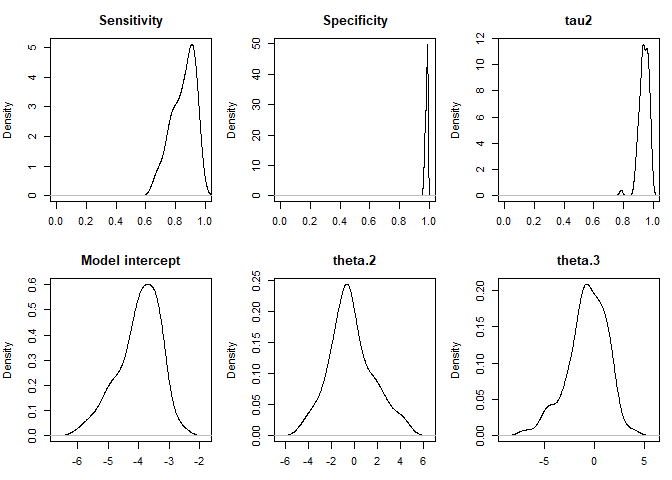 Sensitivity
Density
0 1 2 3 4 5
0.0 0.2 0.4 0.6 0.8 1.0
Specificity
Density
0 10 20 30 40 50
0.0 0.2 0.4 0.6 0.8 1.0
tau2
Density
0 2 4 6 8 10 12
0.0 0.2 0.4 0.6 0.8 1.0
Model intercept
Density
0.0 0.1 0.2 0.3 0.4 0.5 0.6
-6 -5 -4 -3 -2
theta.2
Density
0.00 0.05 0.10 0.15 0.20 0.25
-6 -4 -2 0 2 4 6
theta.3
Density
0.00 0.05 0.10 0.15 0.20
-5 0 5